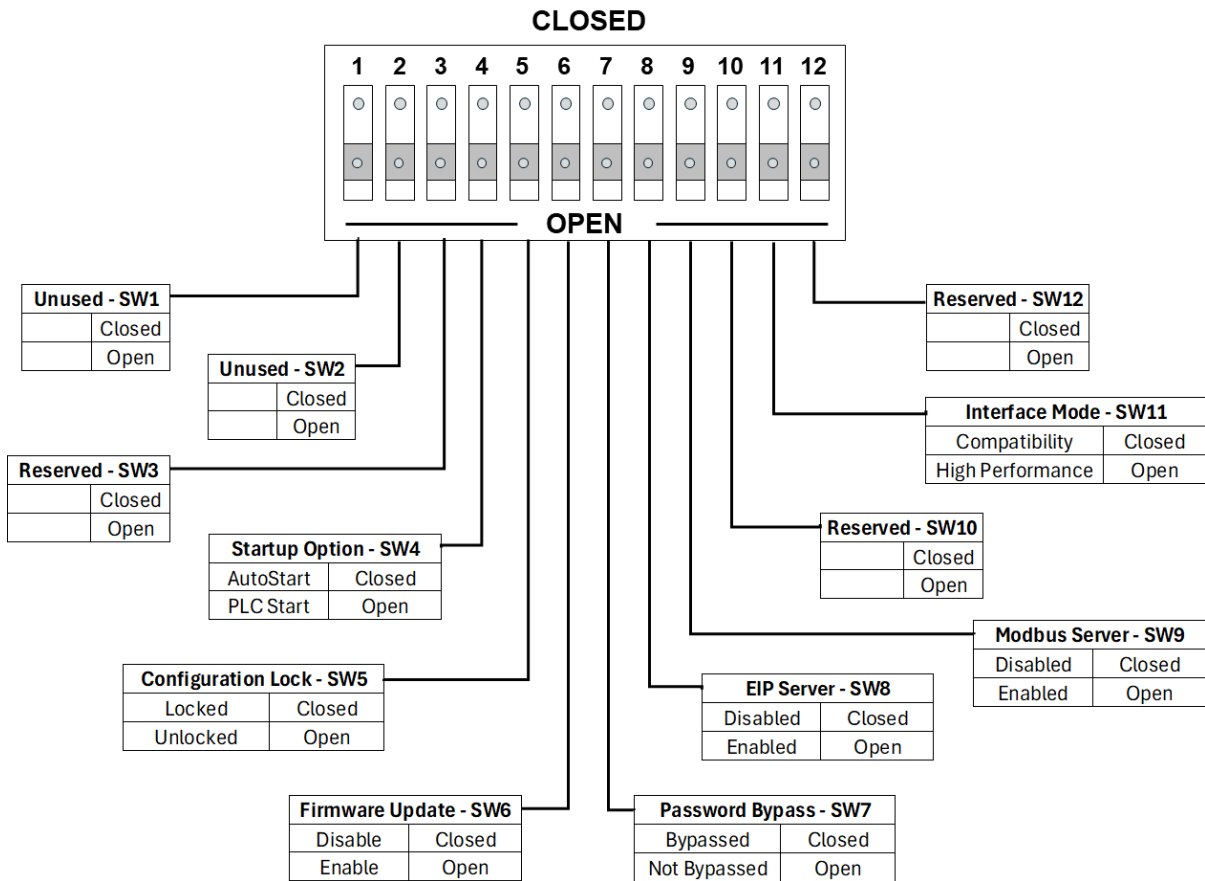 CLOSED
1 2 3 4 5 6 7 8 9 10 11 12
OPEN
Unused - SW1
Closed
Open
Unused - SW2
Closed
Open
Reserved - SW3
Closed
Open
Startup Option - SW4
AutoStart Closed
PLC Start Open
Configuration Lock - SW5
Locked Closed
Unlocked Open
Firmware Update - SW6
Disable Closed
Enable Open
Password Bypass - SW7
Bypassed Closed
Not Bypassed Open
EIP Server - SW8
Disabled Closed
Enabled Open
Modbus Server - SW9
Disabled Closed
Enabled Open
Reserved - SW10
Closed
Open
Interface Mode - SW11
Compatibility Closed
High Performance Open
Reserved - SW12
Closed
Open